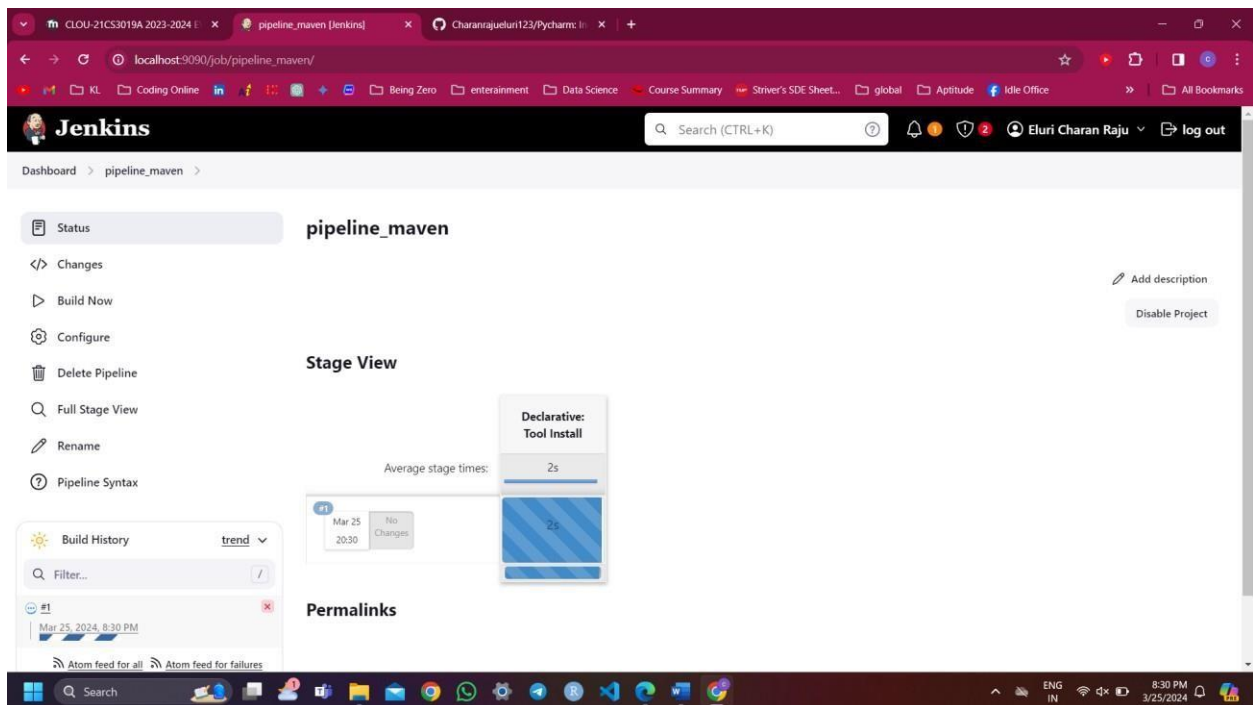 CLOU-21CS3019A 2023-2024 E
pipeline_maven [Jenkins]
Charanrajueluri123/Pycharm: In
localhost:9090/job/pipeline_maven/
KL
Coding Online
Being Zero
enterainment
Data Science
Course Summary
Striver's SDE Sheet...
global
Aptitude
Idle Office
»
All Bookmarks
Jenkins
Search (CTRL+K)
1
2
Eluri Charan Raju
log out
Dashboard > pipeline_maven >
Status
Changes
Build Now
Configure
Delete Pipeline
Full Stage View
Rename
Pipeline Syntax
Build History
trend
Filter...
/
#1
Mar 25, 2024, 8:30 PM
Atom feed for all
Atom feed for failures
pipeline_maven
Add description
Disable Project
Stage View
Declarative:
Tool Install
Average stage times:
2s
#1
Mar 25
20:30
No
Changes
2s
Permalinks
Search
ENG
IN
8:30 PM
3/25/2024